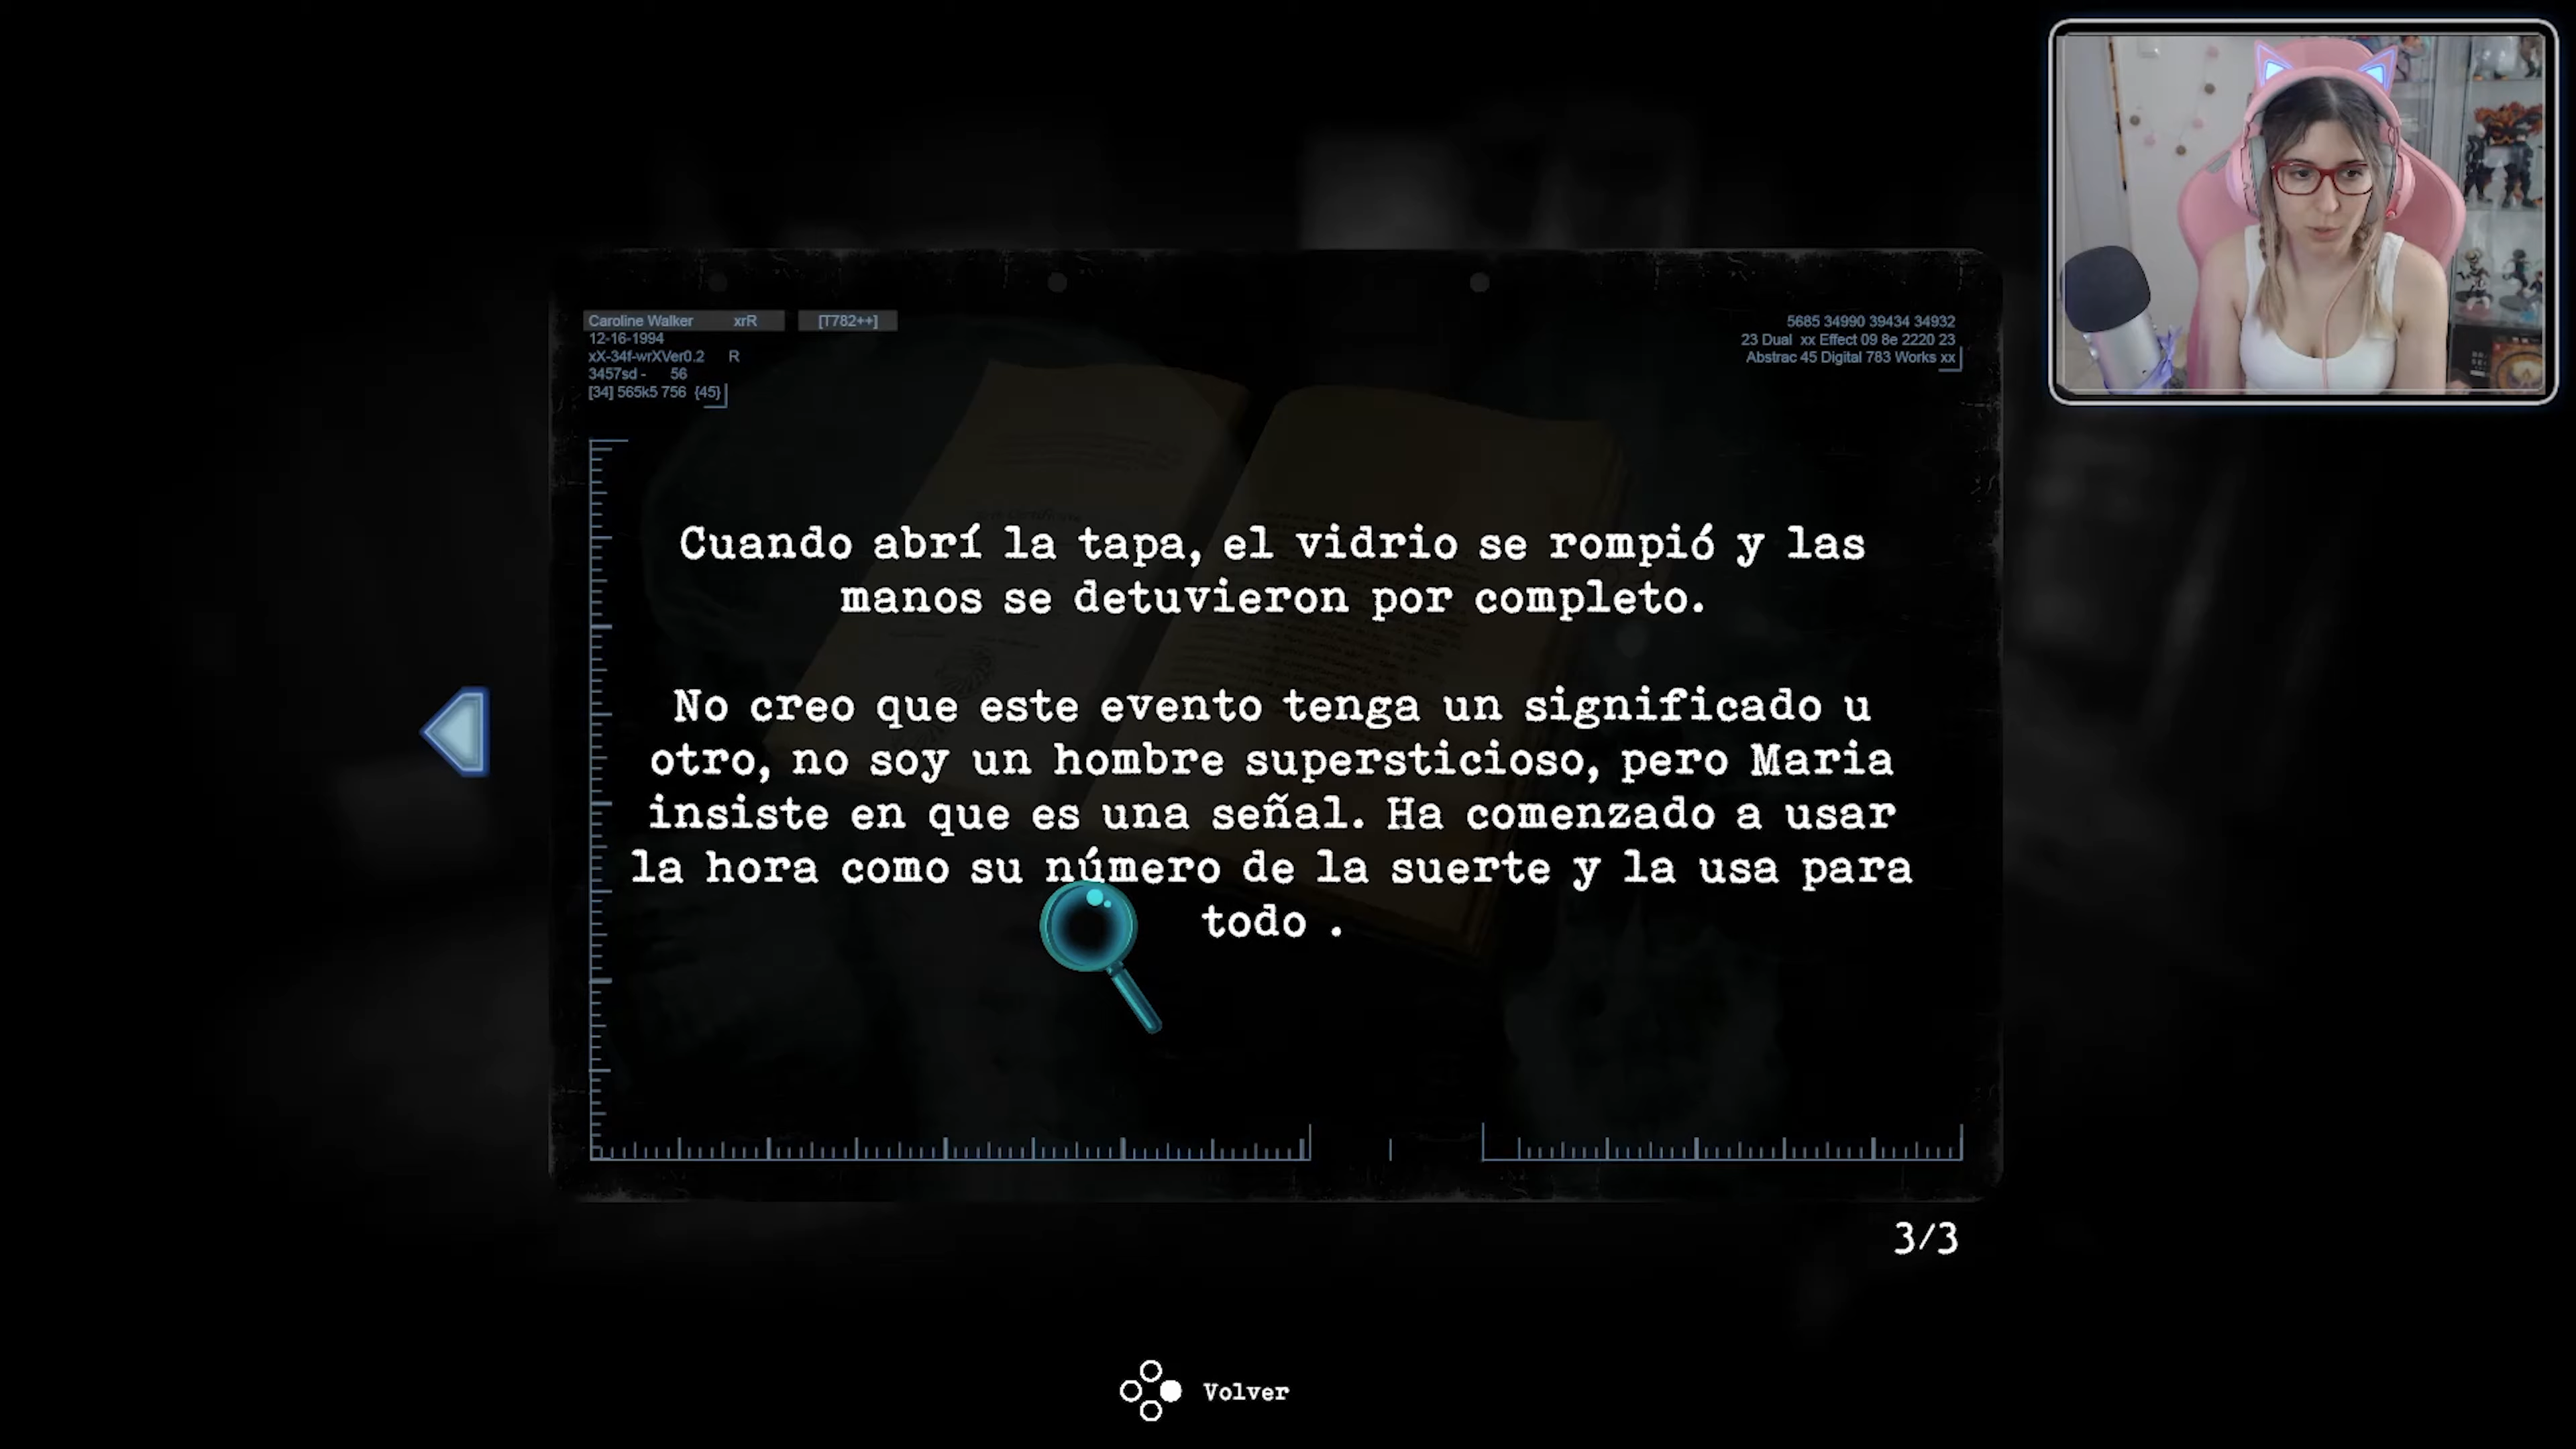 Caroline Walker xrR [T782++]
12-16-1994
xX-34f-wrXVer0.2 R
3457sd - 56
[34] 565k5 756 {45}
5685 34990 39434 34932
23 Dual xx Effect 09 8e 2220 23
Abstrac 45 Digital 783 Works xx
Cuando abrí la tapa, el vidrio se rompió y las
manos se detuvieron por completo.
No creo que este evento tenga un significado u
otro, no soy un hombre supersticioso, pero Maria
insiste en que es una señal. Ha comenzado a usar
la hora como su número de la suerte y la usa para
todo .
3/3
Volver